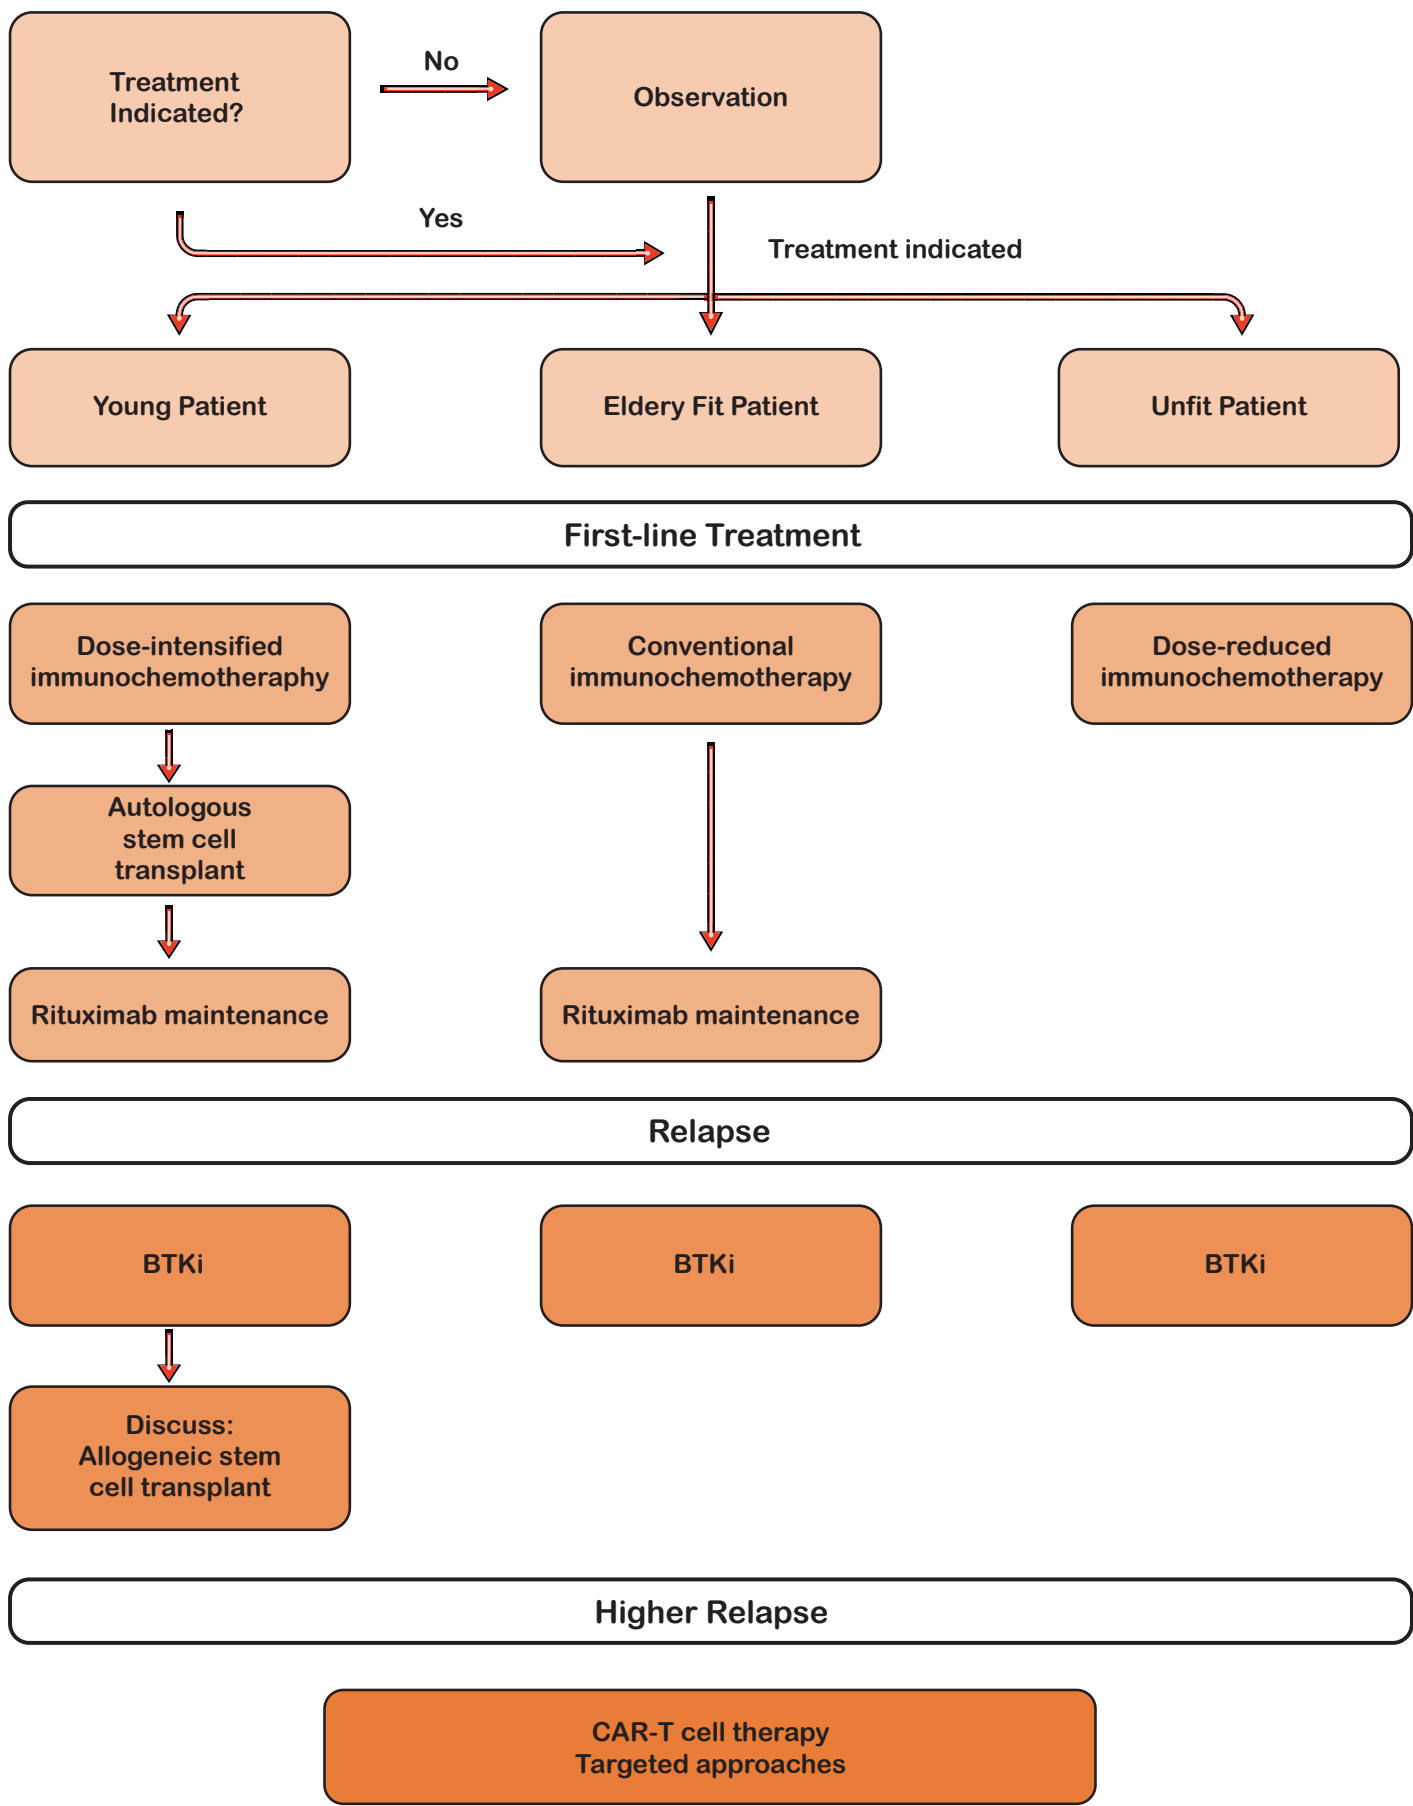 Treatment
Indicated?
No
Observation
Yes
Treatment indicated
Young Patient
Eldery Fit Patient
Unfit Patient
First-line Treatment
Dose-intensified
immunochemotheraphy
Conventional
immunochemotherapy
Dose-reduced
immunochemotherapy
Autologous
stem cell
transplant
Rituximab maintenance
Rituximab maintenance
Relapse
BTKi
BTKi
BTKi
Discuss:
Allogeneic stem
cell transplant
Higher Relapse
CAR-T cell therapy
Targeted approaches